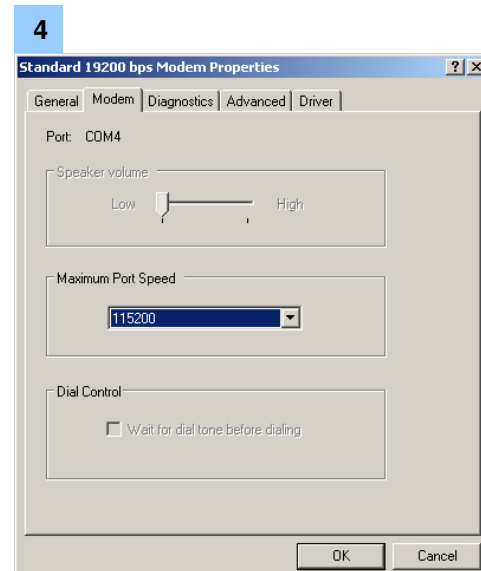 4
Standard 19200 bps Modem Properties
General Modem Diagnostics Advanced Driver
Port: COM4
Speaker volume
Low High
Maximum Port Speed
115200
Dial Control
Wait for dial tone before dialing
OK Cancel